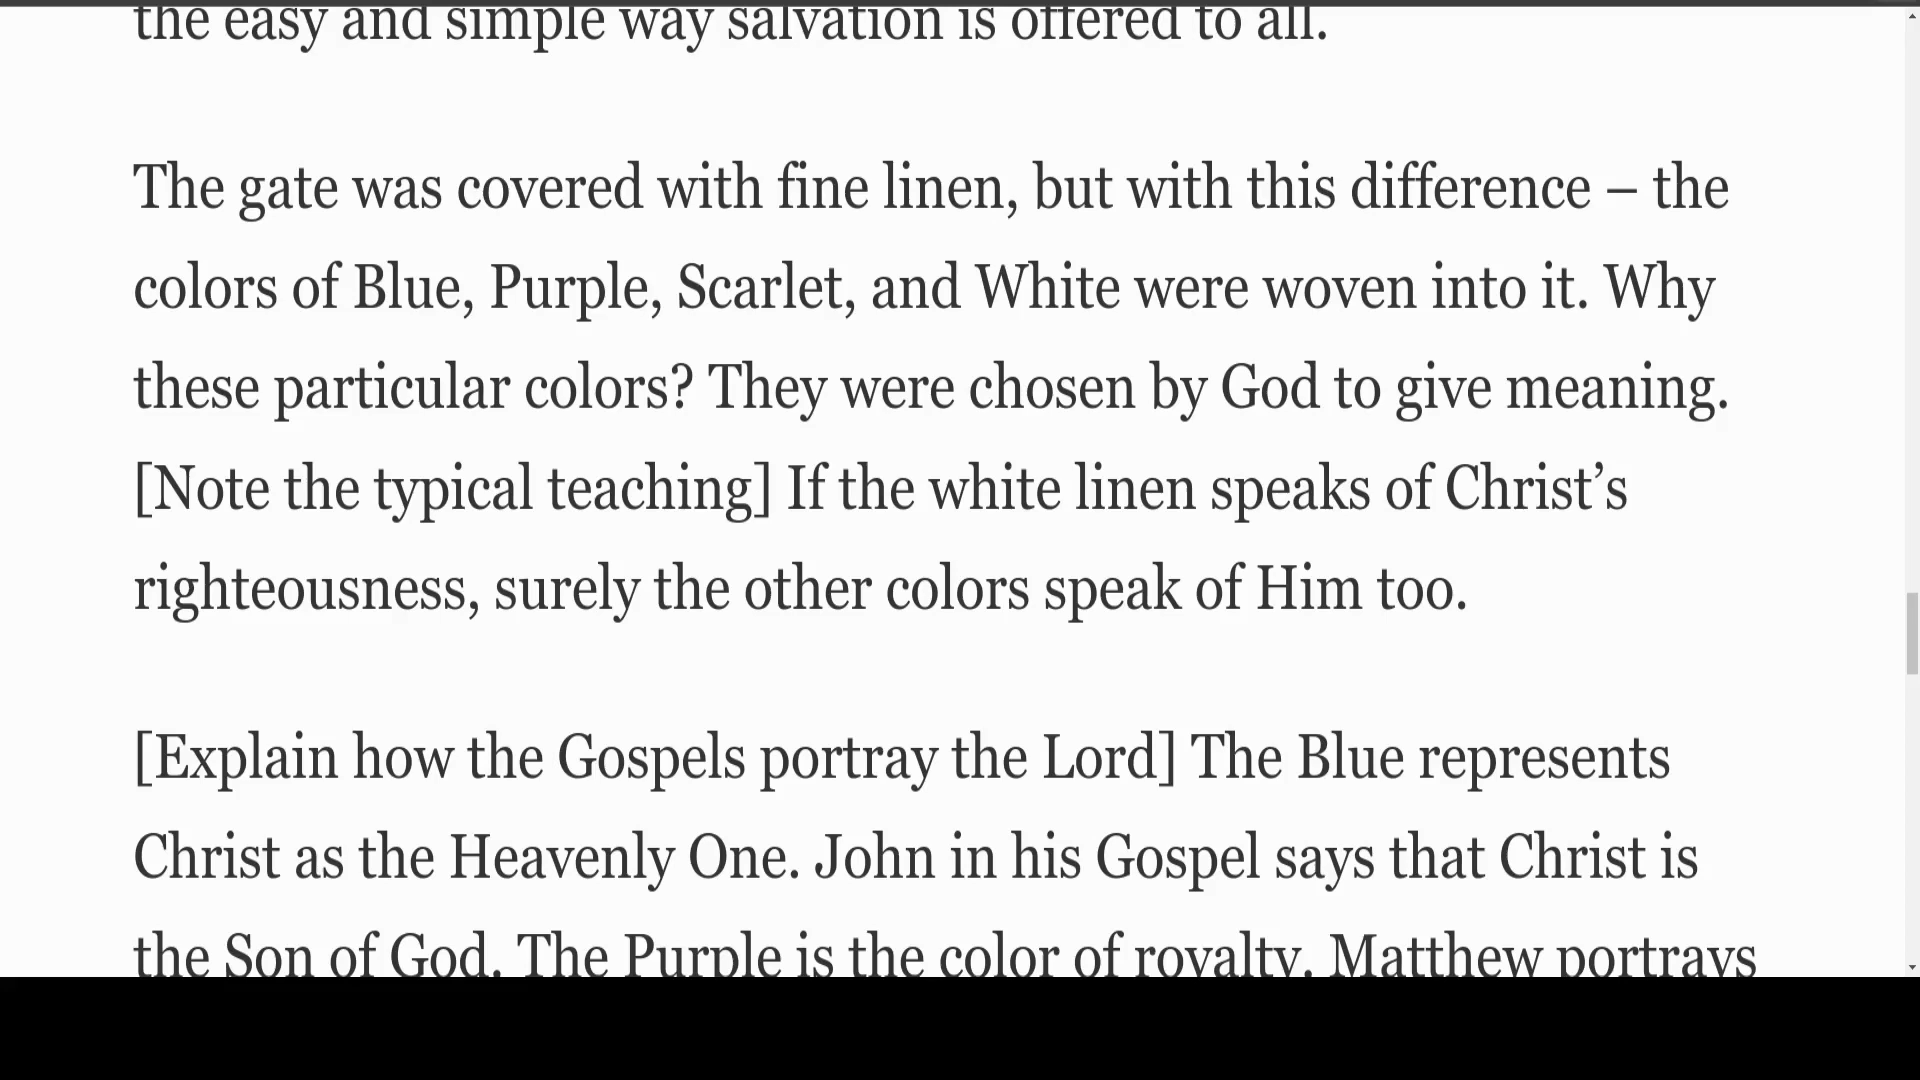 the easy and simple way salvation is offered to all.
The gate was covered with fine linen, but with this difference – the
colors of Blue, Purple, Scarlet, and White were woven into it. Why
these particular colors? They were chosen by God to give meaning.
[Note the typical teaching] If the white linen speaks of Christ’s
righteousness, surely the other colors speak of Him too.
[Explain how the Gospels portray the Lord] The Blue represents
Christ as the Heavenly One. John in his Gospel says that Christ is
the Son of God. The Purple is the color of royalty. Matthew portrays